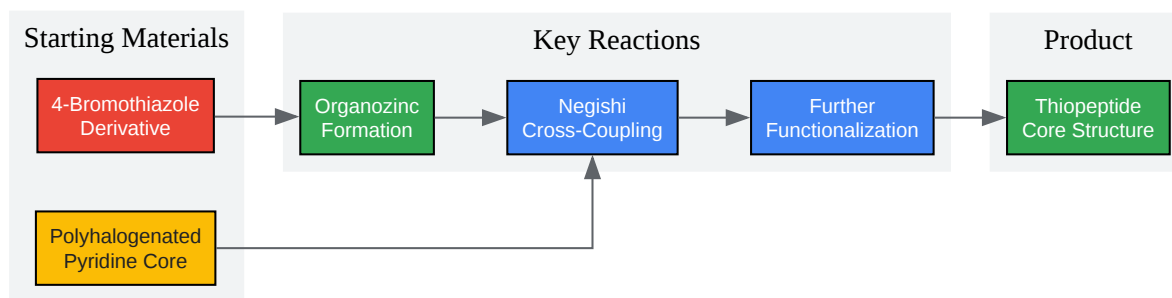 Starting Materials
Key Reactions
Product
4-Bromothiazole
Derivative
Organozinc
Formation
Negishi
Cross-Coupling
Further
Functionalization
Thiopeptide
Core Structure
Polyhalogenated
Pyridine Core